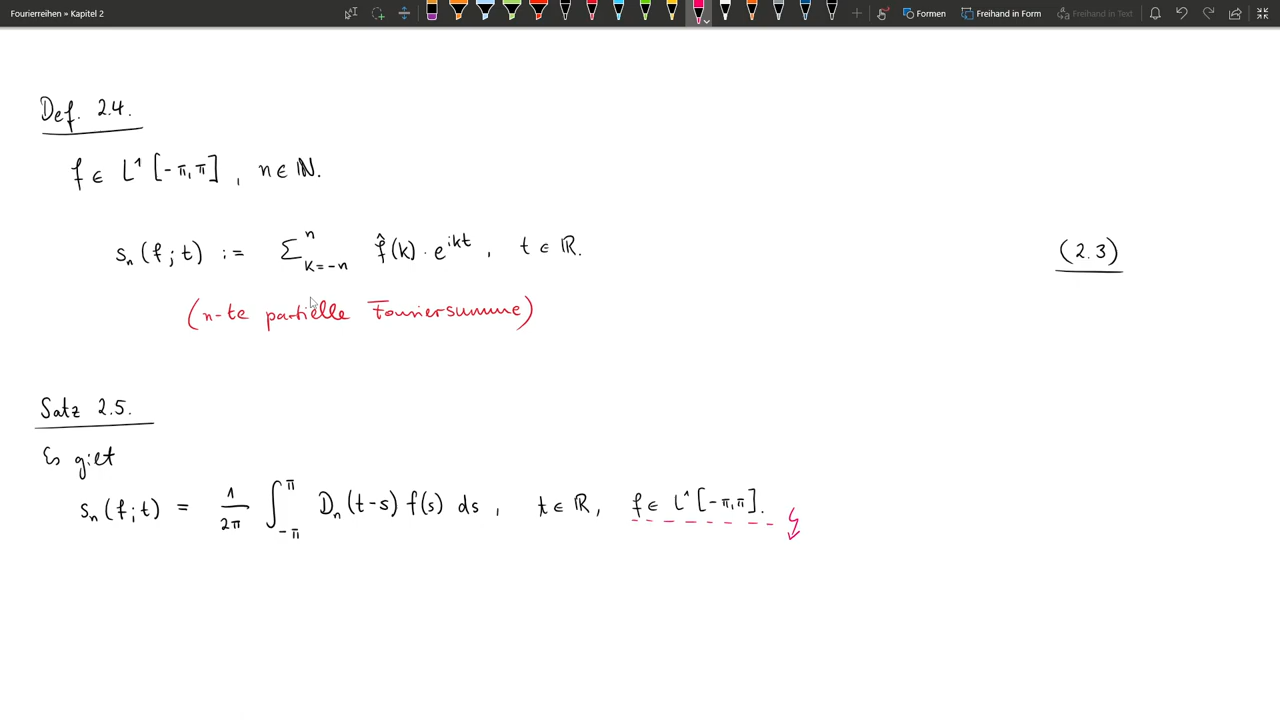 Fourierreihen » Kapitel 2
Formen
Freihand in Form
Freihand in Text
Def. 2.4.
f ∈ L¹ [-π,π] , n ∈ ℕ.
sₙ(f;t) := Σ_{k=-n}^{n} f̂(k) · e^{ikt} , t ∈ ℝ. (2.3)
(n-te partielle Fouriersumme)
Satz 2.5.
Es gilt
sₙ(f;t) = 1/2π ∫_{-π}^{π} Dₙ(t-s) f(s) ds , t ∈ ℝ, f ∈ L¹[-π,π].